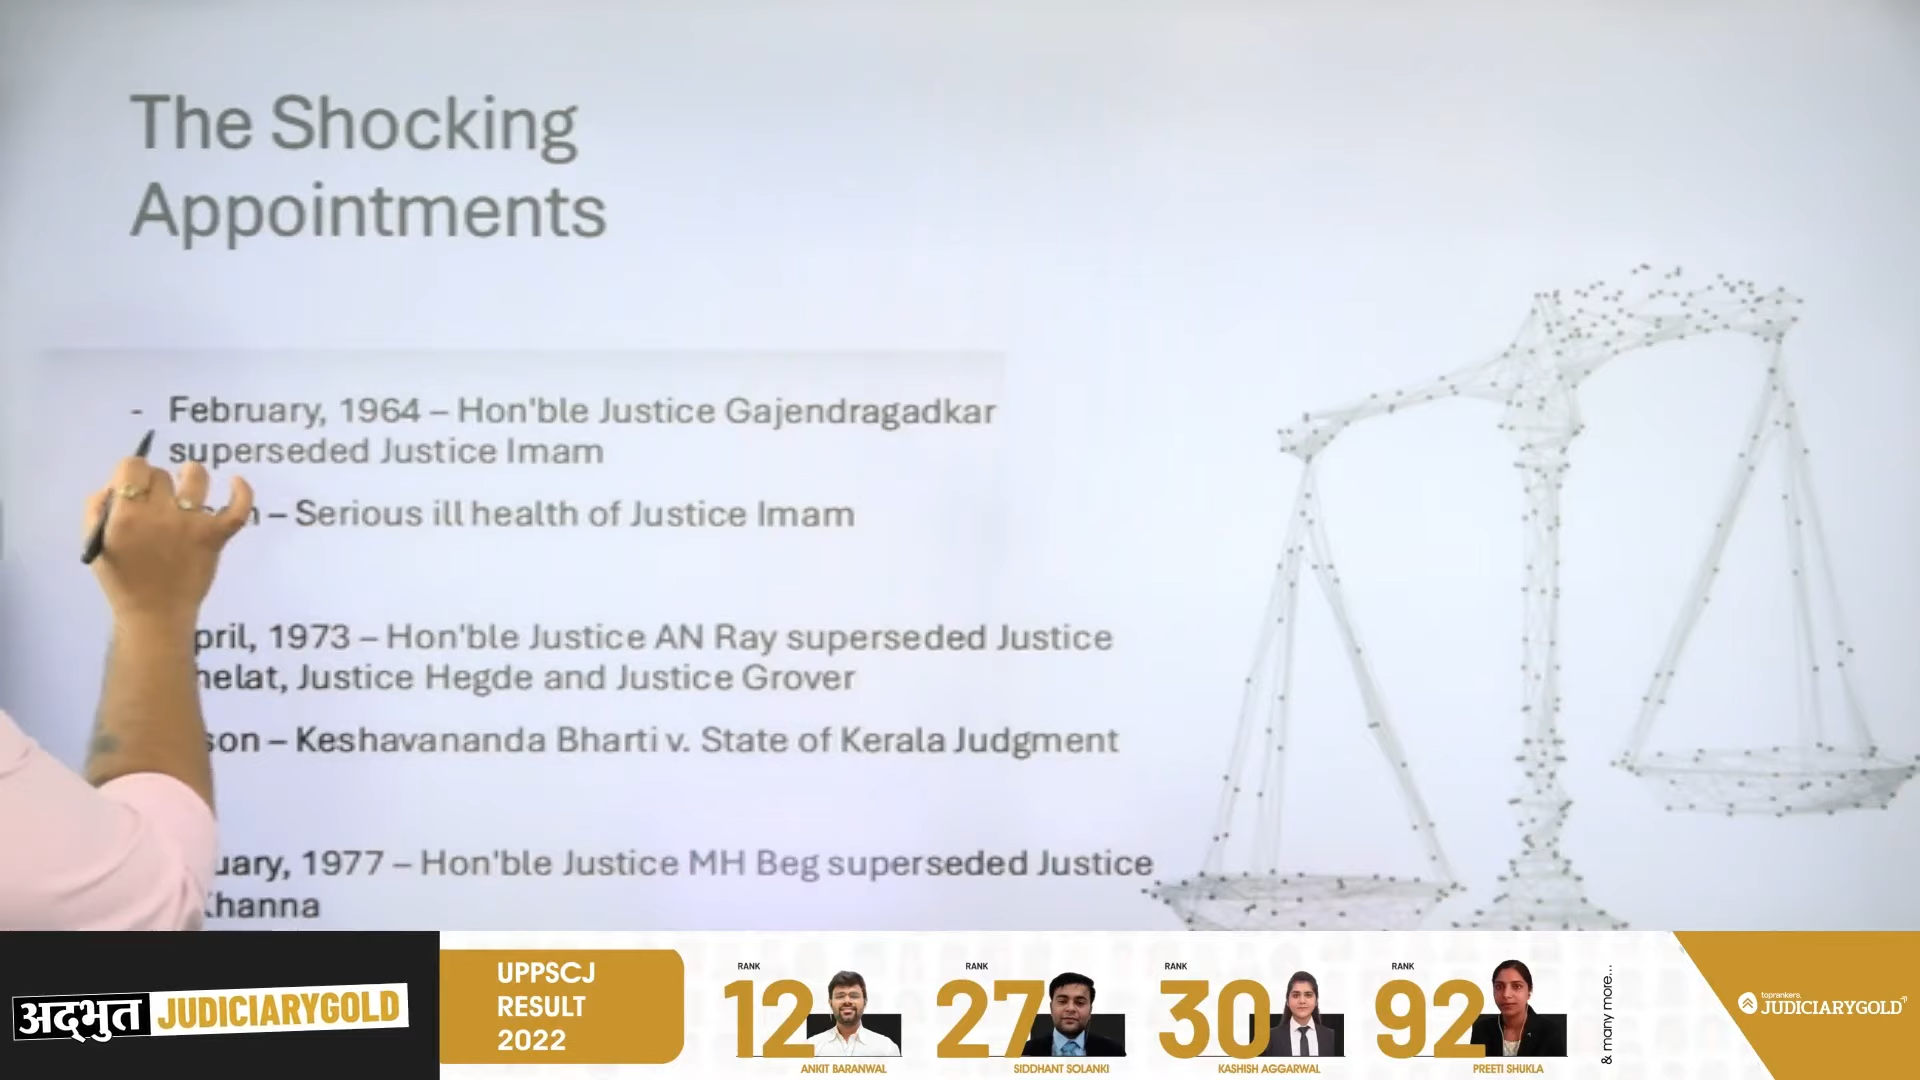 The Shocking
Appointments
- February, 1964 – Hon'ble Justice Gajendragadkar
superseded Justice Imam
– Serious ill health of Justice Imam
pril, 1973 – Hon'ble Justice AN Ray superseded Justice
helat, Justice Hegde and Justice Grover
son – Keshavananda Bharti v. State of Kerala Judgment
uary, 1977 – Hon'ble Justice MH Beg superseded Justice
Khanna
अद्भुत JUDICIARYGOLD
UPPSCJ
RESULT
2022
RANK
12
ANKIT BARANWAL
RANK
27
SIDDHANT SOLANKI
RANK
30
KASHISH AGGARWAL
RANK
92
PREETI SHUKLA
& many more...
toprankers
JUDICIARYGOLD